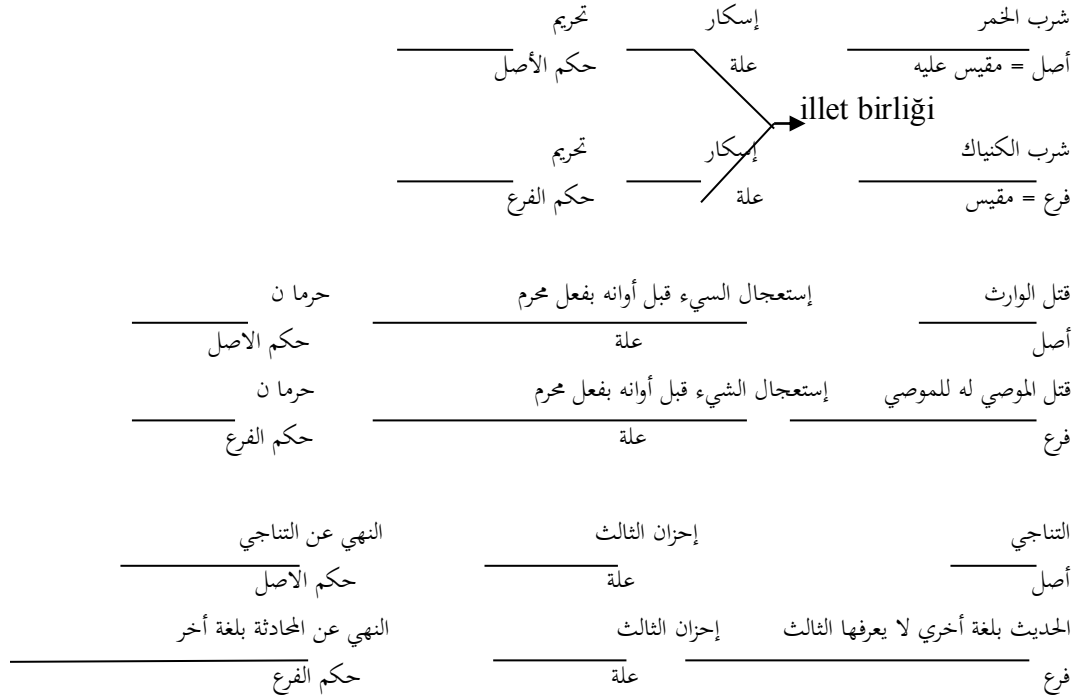 شرب الخمر إسكار تحريم
أصل = مقيس عليه علة حكم الأصل
illet birliği
شرب الكنياك إسكار تحريم
فرع = مقيس علة حكم الفرع
قتل الوارث إستعجال السيء قبل أوانه بفعل محرم حرما ن
أصل علة حكم الاصل
قتل الموصي له للموصي إستعجال الشيء قبل أوانه بفعل محرم حرما ن
فرع علة حكم الفرع
التناجي إحزان الثالث النهي عن التناجي
أصل علة حكم الاصل
الحديث بلغة أخري لا يعرفها الثالث إحزان الثالث النهي عن المحادثة بلغة أخر
فرع علة حكم الفرع